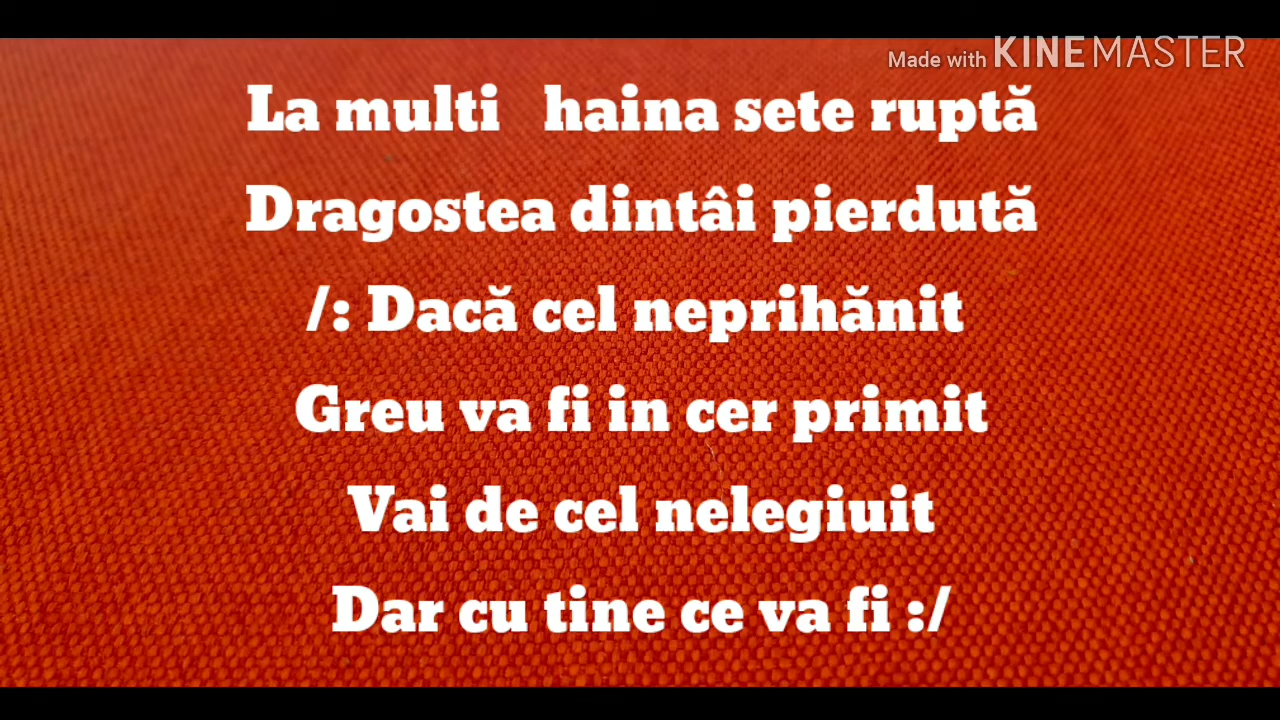 Made with KINEMASTER
La multi haina sete ruptă
Dragostea dintâi pierdută
/: Dacă cel neprihănit
Greu va fi in cer primit
Vai de cel nelegiuit
Dar cu tine ce va fi :/